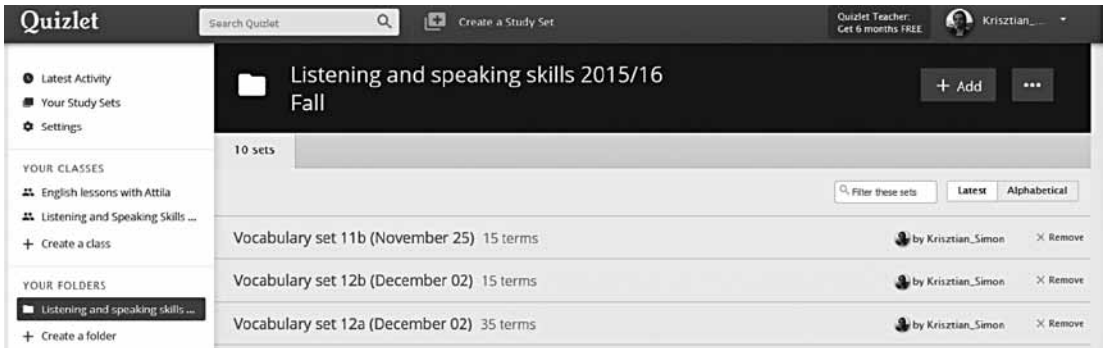 Quizlet
Search Quizlet
Create a Study Set
Quizlet Teacher:
Get 6 months FREE
Krisztian_...
Latest Activity
Your Study Sets
Settings
YOUR CLASSES
English lessons with Attila
Listening and Speaking Skills ...
+ Create a class
YOUR FOLDERS
Listening and speaking skills ...
+ Create a folder
Listening and speaking skills 2015/16
Fall
+ Add
•••
10 sets
Filter these sets
Latest Alphabetical
Vocabulary set 11b (November 25) 15 terms by Krisztian_Simon × Remove
Vocabulary set 12b (December 02) 15 terms by Krisztian_Simon × Remove
Vocabulary set 12a (December 02) 35 terms by Krisztian_Simon × Remove